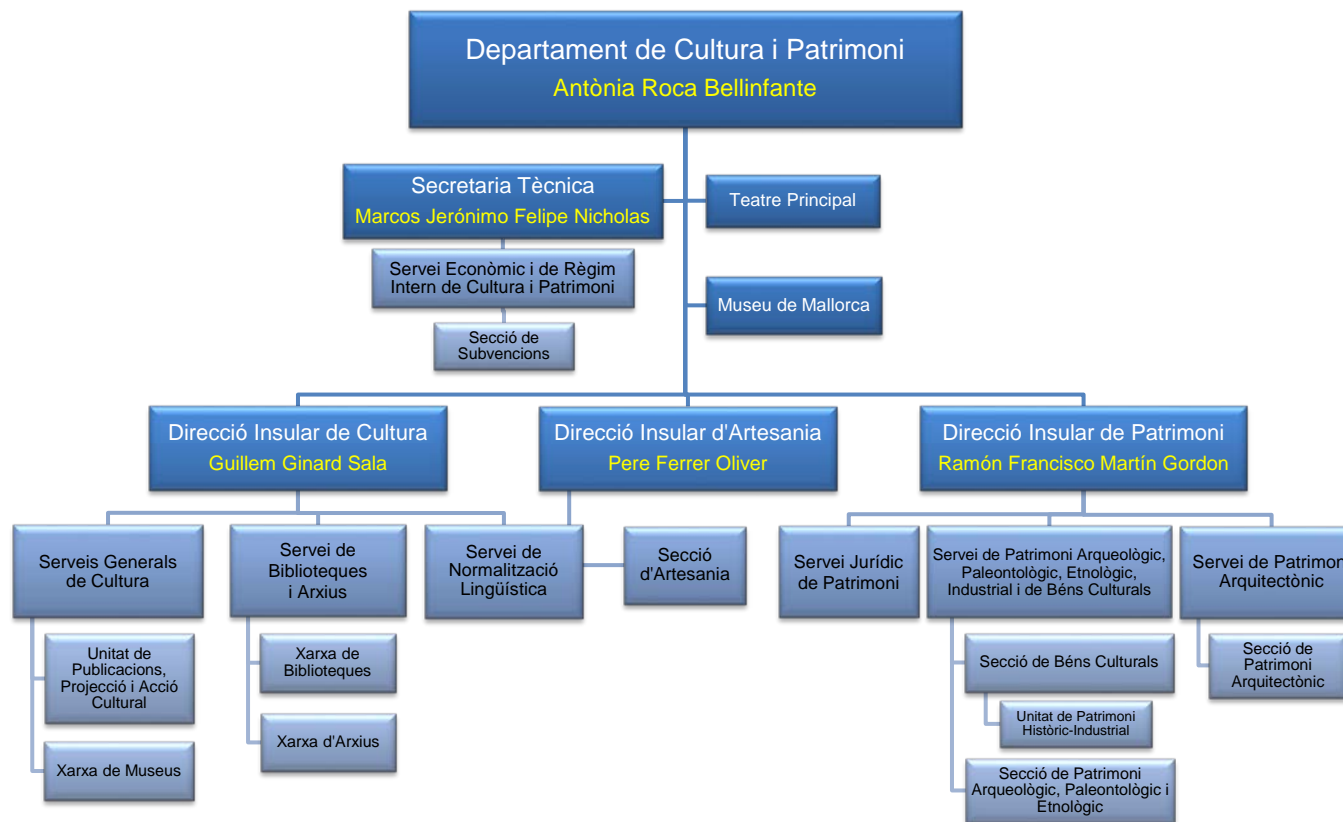 Departament de Cultura i Patrimoni
Antònia Roca Bellinfante
Secretaria Tècnica
Marcos Jerónimo Felipe Nicholas
Teatre Principal
Servei Econòmic i de Règim
Intern de Cultura i Patrimoni
Museu de Mallorca
Secció de
Subvencions
Direcció Insular de Cultura
Guillem Ginard Sala
Direcció Insular d'Artesania
Pere Ferrer Oliver
Direcció Insular de Patrimoni
Ramón Francisco Martín Gordon
Serveis Generals
de Cultura
Servei de
Biblioteques
i Arxius
Servei de
Normalització
Lingüística
Secció
d'Artesania
Servei Jurídic
de Patrimoni
Servei de Patrimoni Arqueològic,
Paleontològic, Etnològic,
Industrial i de Béns Culturals
Servei de Patrimoni
Arquitectònic
Unitat de
Publicacions,
Projecció i Acció
Cultural
Xarxa de
Biblioteques
Secció de Béns Culturals
Secció de
Patrimoni
Arquitectònic
Unitat de Patrimoni
Històric-Industrial
Xarxa d'Arxius
Xarxa de Museus
Secció de Patrimoni
Arqueològic, Paleontològic i
Etnològic